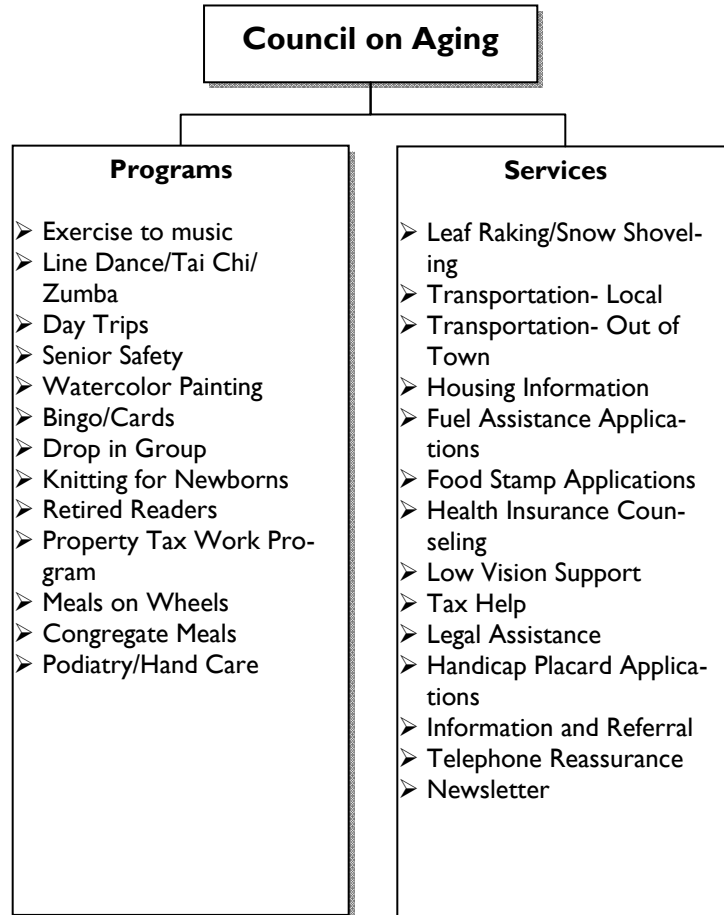 Council on Aging
Programs
➢ Exercise to music
➢ Line Dance/Tai Chi/
Zumba
➢ Day Trips
➢ Senior Safety
➢ Watercolor Painting
➢ Bingo/Cards
➢ Drop in Group
➢ Knitting for Newborns
➢ Retired Readers
➢ Property Tax Work Pro-
gram
➢ Meals on Wheels
➢ Congregate Meals
➢ Podiatry/Hand Care
Services
➢ Leaf Raking/Snow Shovel-
ing
➢ Transportation- Local
➢ Transportation- Out of
Town
➢ Housing Information
➢ Fuel Assistance Applica-
tions
➢ Food Stamp Applications
➢ Health Insurance Coun-
seling
➢ Low Vision Support
➢ Tax Help
➢ Legal Assistance
➢ Handicap Placard Applica-
tions
➢ Information and Referral
➢ Telephone Reassurance
➢ Newsletter